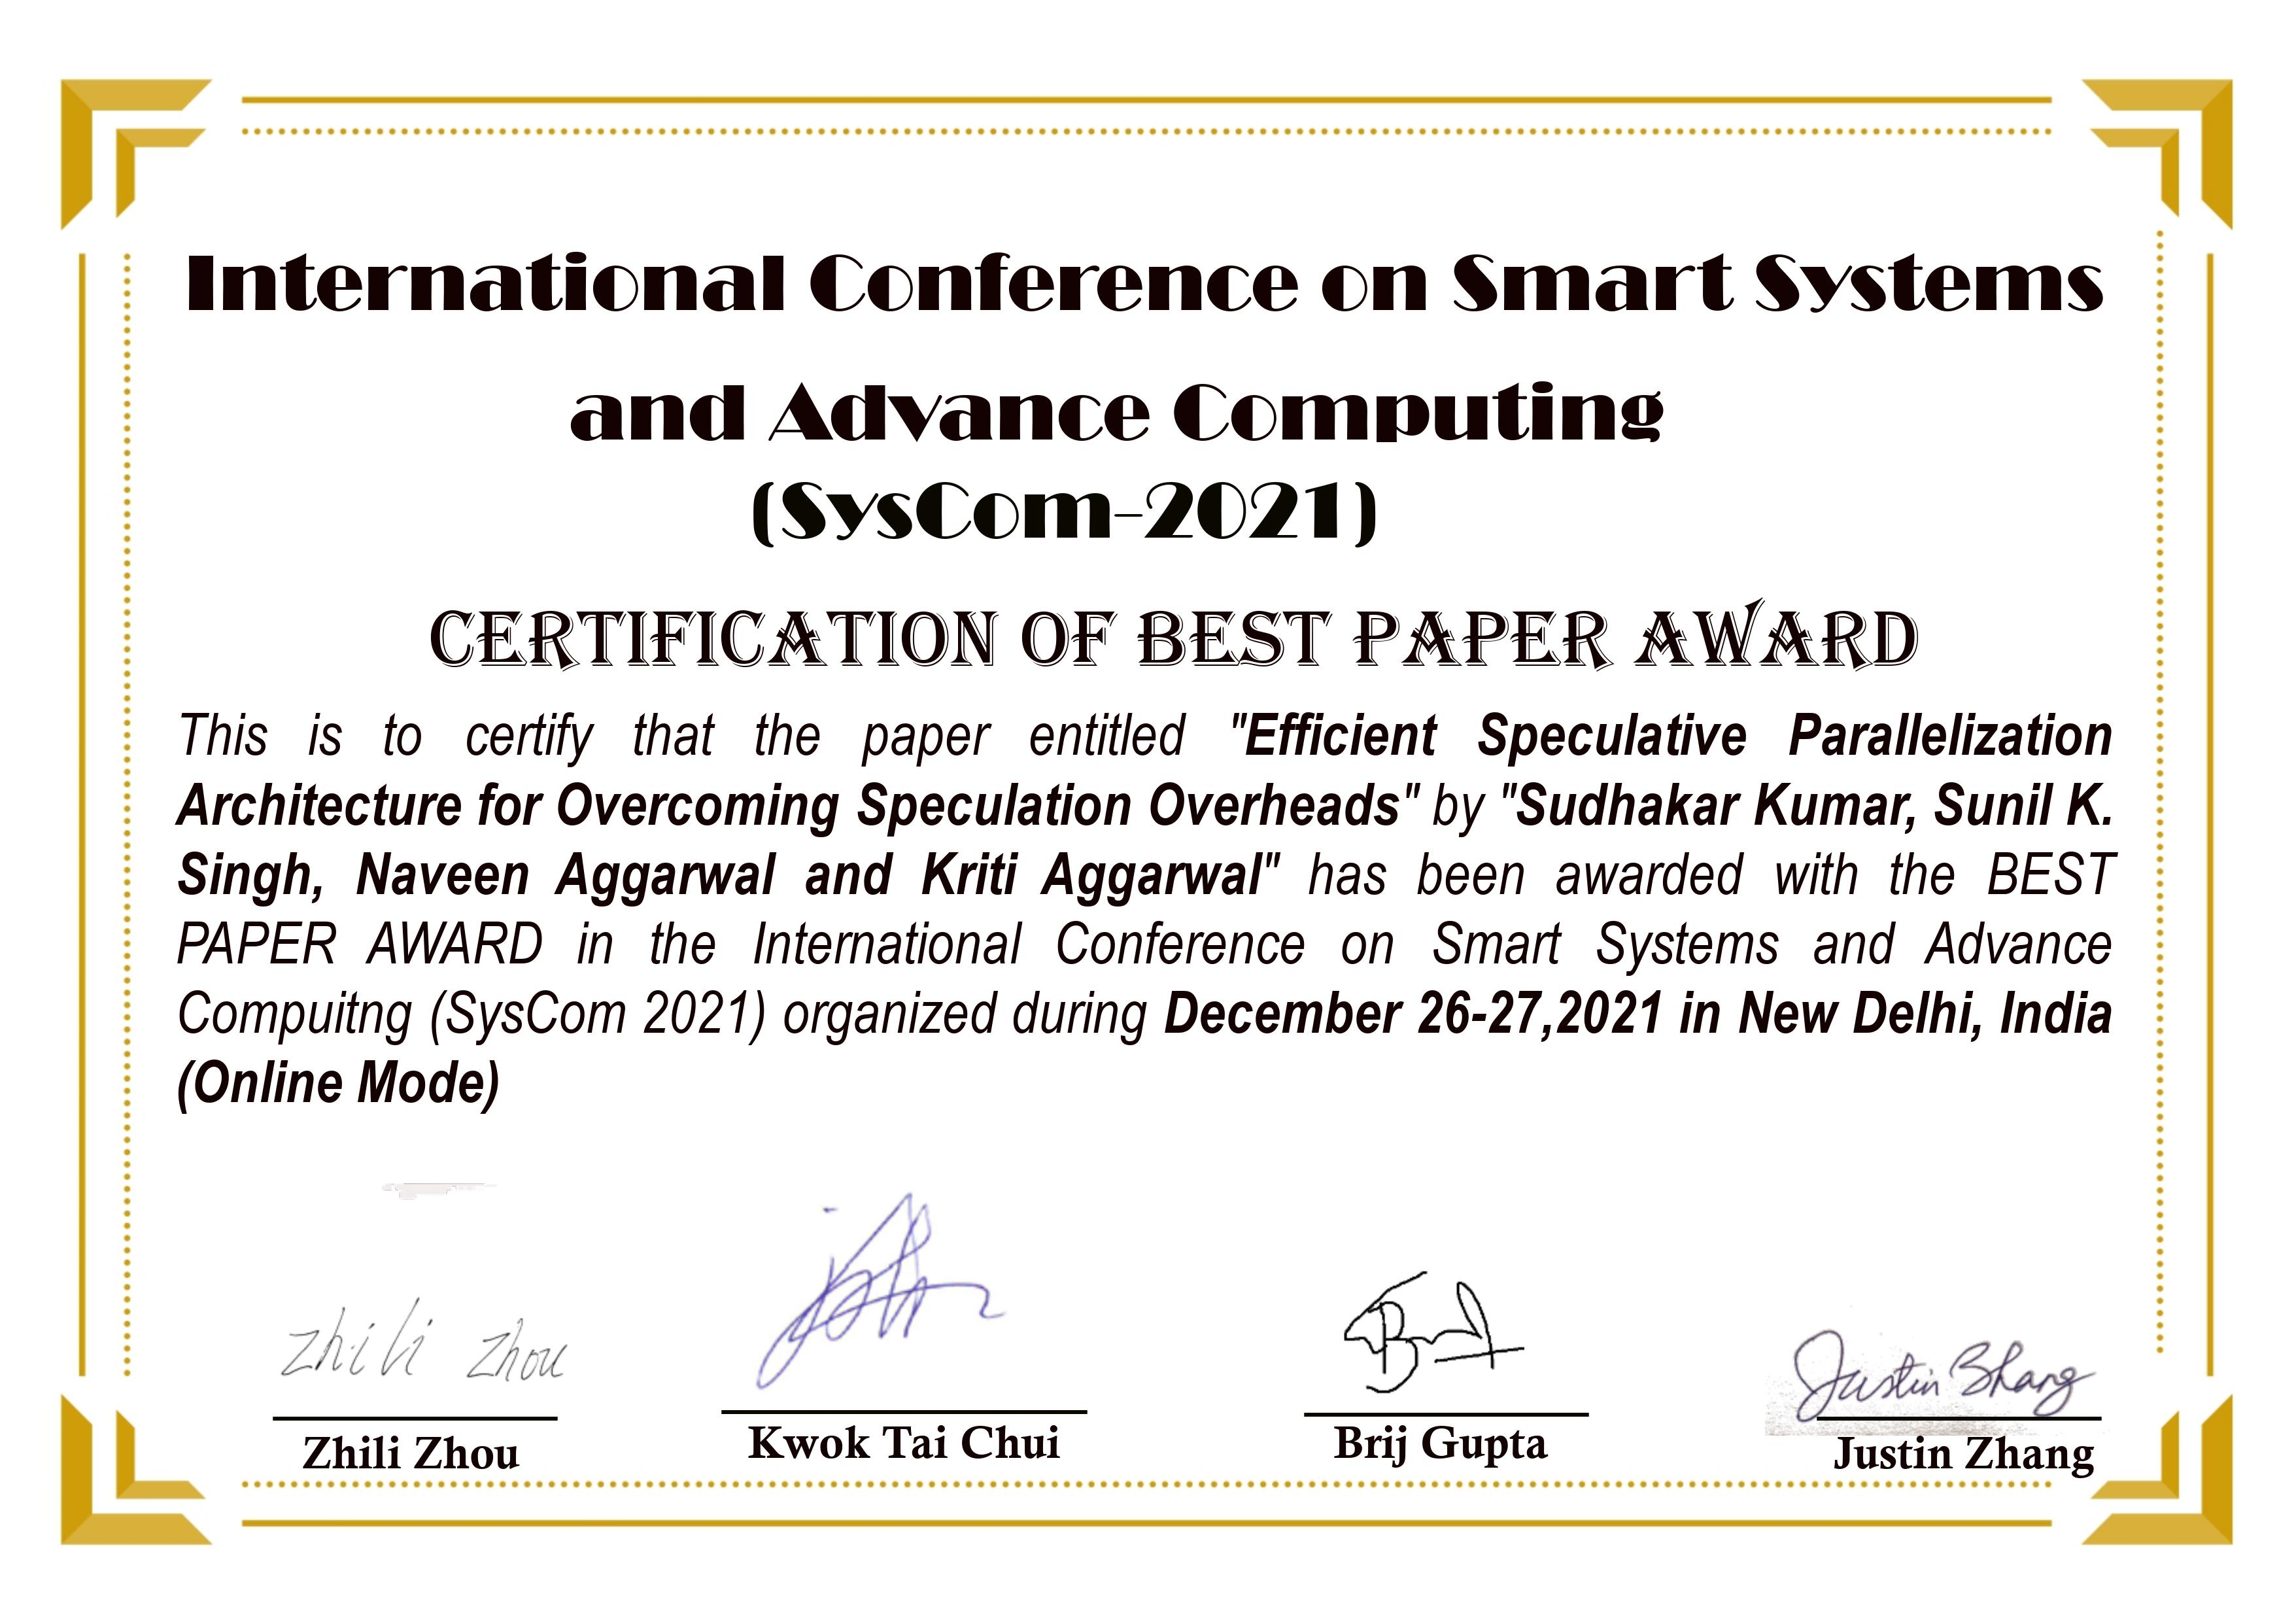 International Conference on Smart Systems
and Advance Computing
(SysCom-2021)
CERTIFICATION OF BEST PAPER AWARD
This is to certify that the paper entitled "Efficient Speculative Parallelization
Architecture for Overcoming Speculation Overheads" by "Sudhakar Kumar, Sunil K.
Singh, Naveen Aggarwal and Kriti Aggarwal" has been awarded with the BEST
PAPER AWARD in the International Conference on Smart Systems and Advance
Compuitng (SysCom 2021) organized during December 26-27,2021 in New Delhi, India
(Online Mode)
Zhili Zhou
Justin Zhang
Zhili Zhou
Kwok Tai Chui
Brij Gupta
Justin Zhang